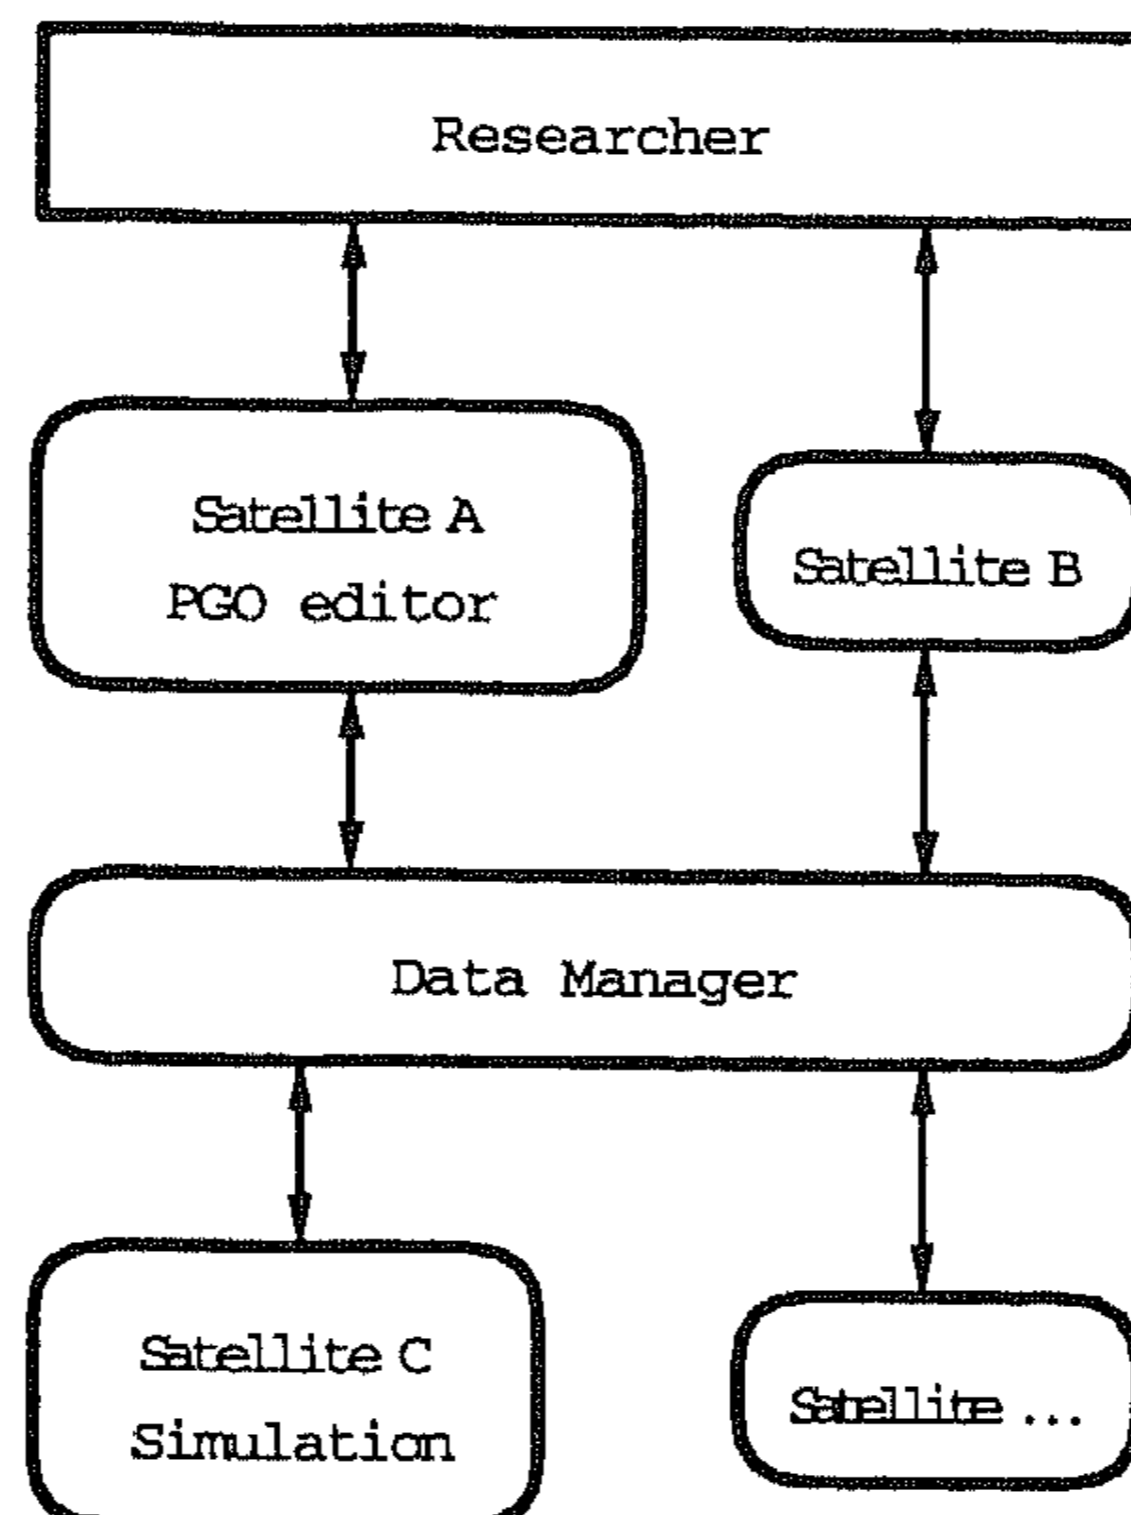 Researcher
Satellite A
PGO editor
Satellite B
Data Manager
Satellite C
Simulation
Satellite ...